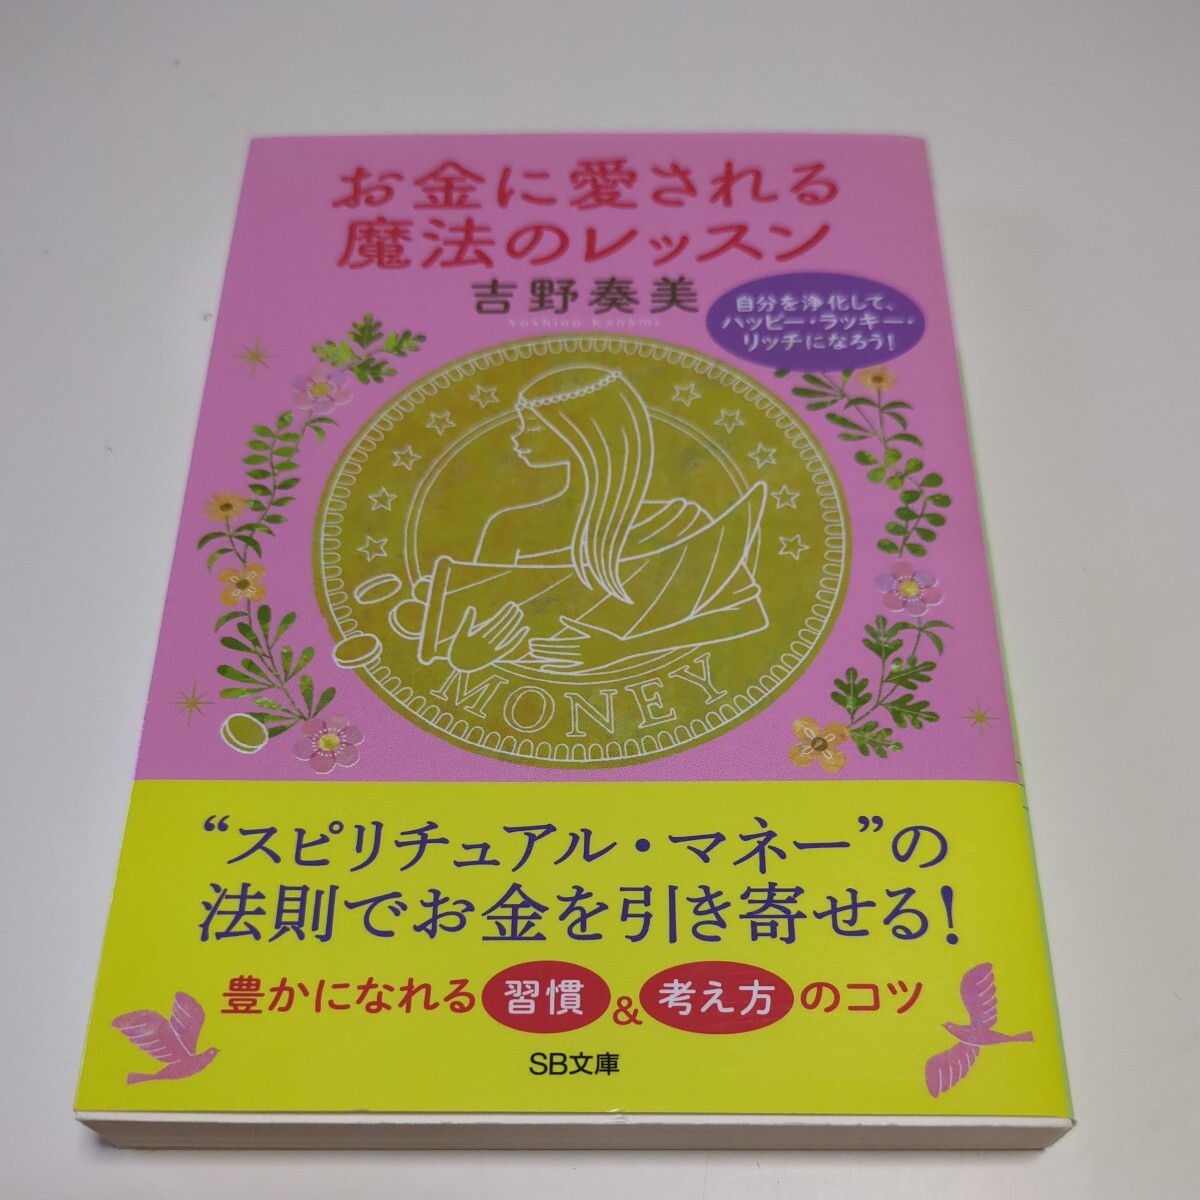 お金に愛される
魔法のレッスン
吉野奏美
Yoshino Kanami
自分を浄化して、
ハッピー・ラッキー・
リッチになろう!
MONEY
“スピリチュアル・マネー”の
法則でお金を引き寄せる!
豊かになれる習慣&考え方のコツ
SB文庫